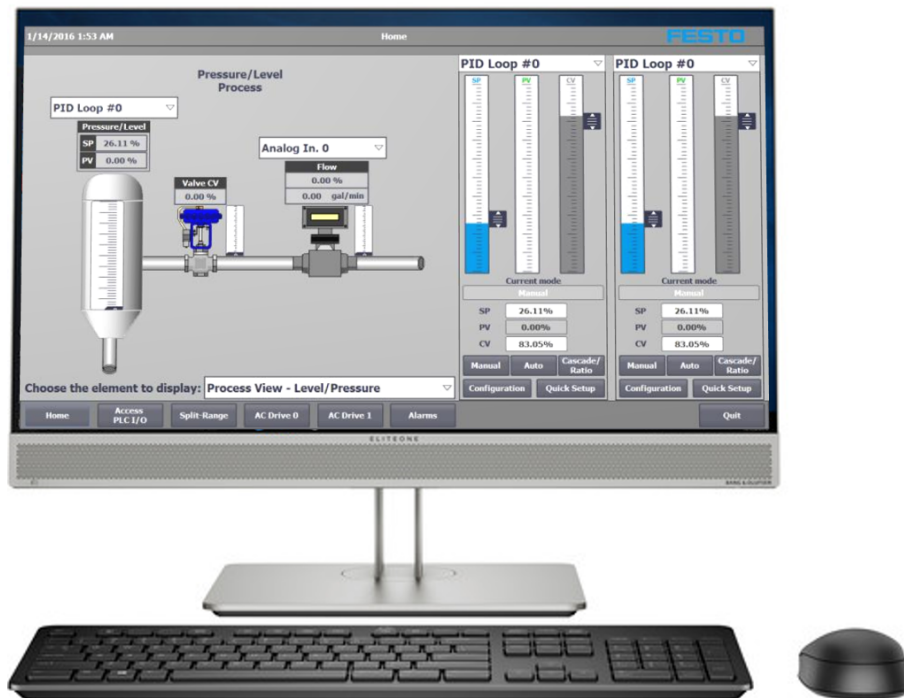 1/14/2016 1:53 AM
Home
FESTO
Pressure/Level
Process
PID Loop #0
Pressure/Level
SP 26.11 %
PV 0.00 %
Valve CV
0.00 %
Analog In. 0
Flow
0.00 %
0.00 gal/min
Choose the element to display: Process View - Level/Pressure
PID Loop #0
SP PV CV
Current mode
Manual
SP 26.11%
PV 0.00%
CV 83.05%
Manual Auto Cascade/
Ratio
Configuration Quick Setup
PID Loop #0
SP PV CV
Current mode
Manual
SP 26.11%
PV 0.00%
CV 83.05%
Manual Auto Cascade/
Ratio
Configuration Quick Setup
Home Access
PLC I/O Split-Range AC Drive 0 AC Drive 1 Alarms Quit
ELITEONE
BANG & OLUFSEN